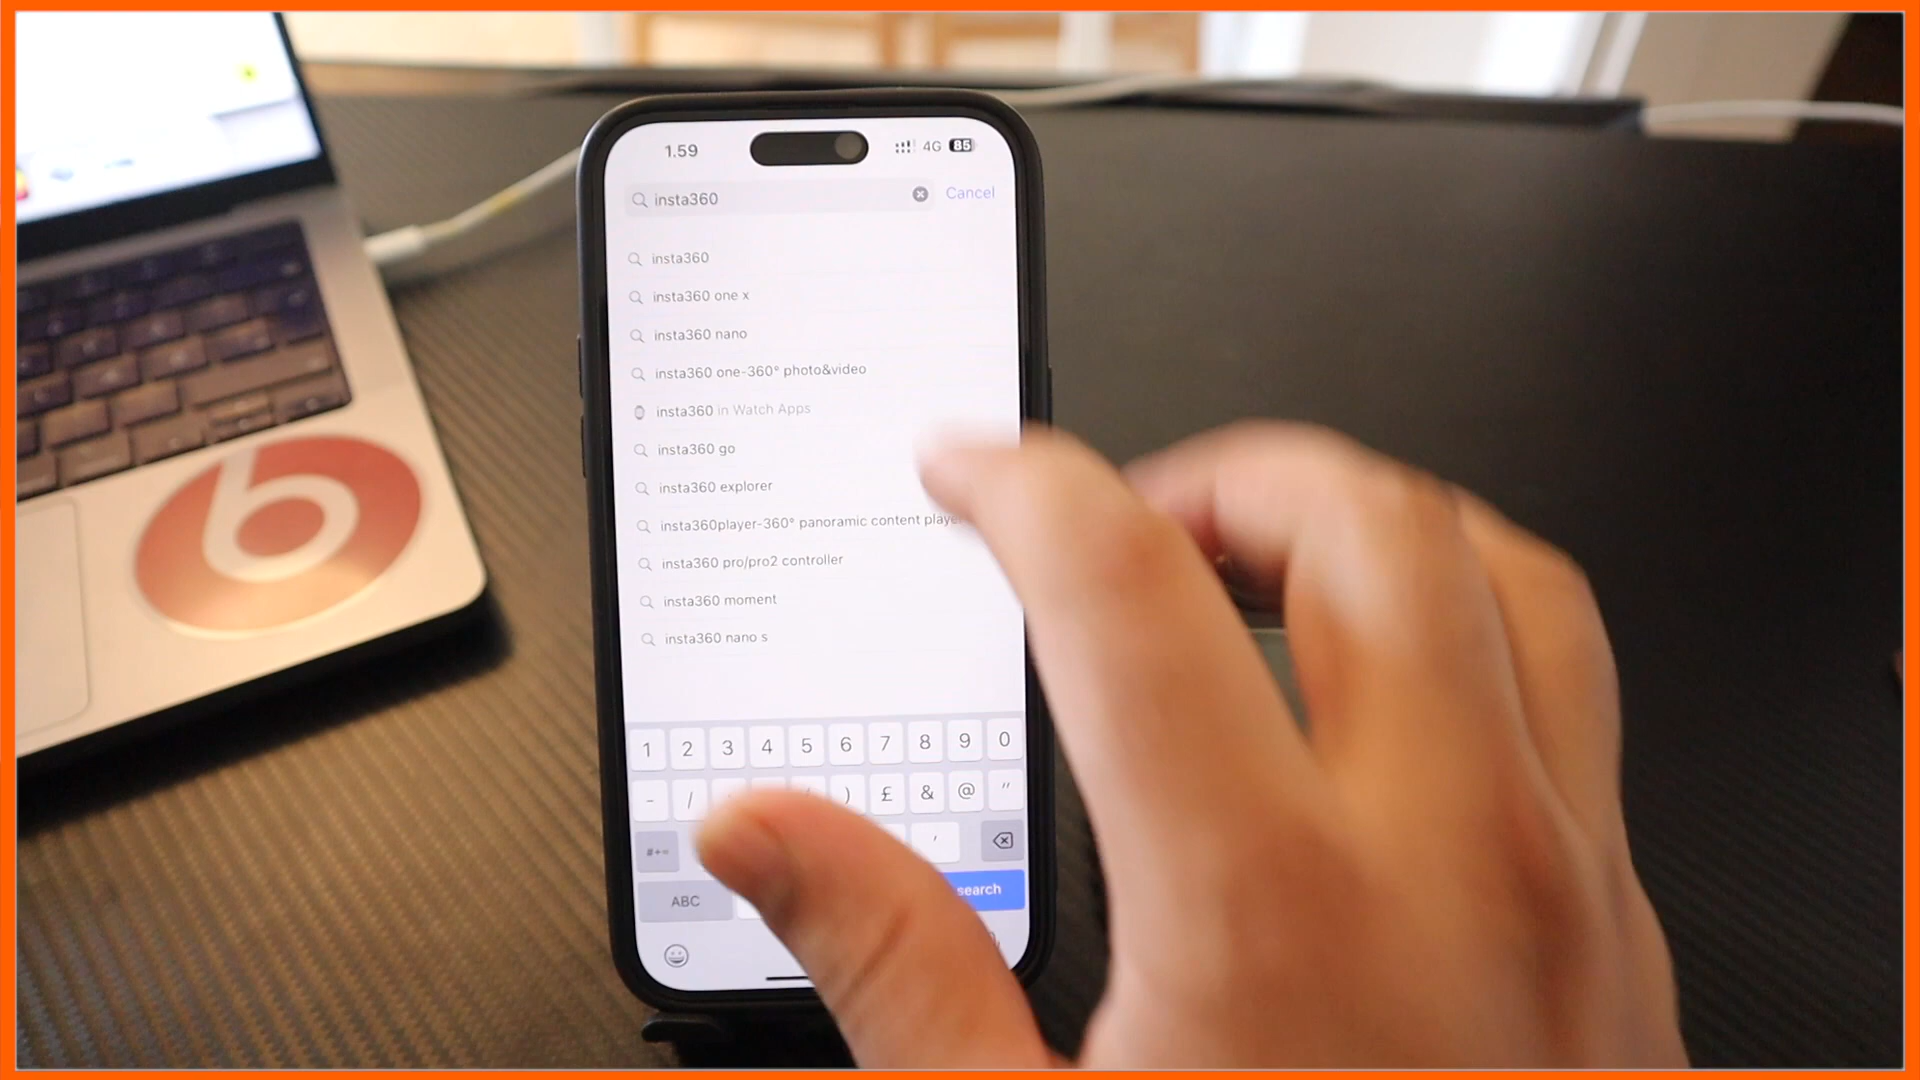 1.59 4G 85
insta360 Cancel
insta360
insta360 one x
insta360 nano
insta360 one-360° photo&video
insta360 in Watch Apps
insta360 go
insta360 explorer
insta360player-360° panoramic content player
insta360 pro/pro2 controller
insta360 moment
insta360 nano s
1 2 3 4 5 6 7 8 9 0
- / ) £ & @ "
#+= '
ABC search
b